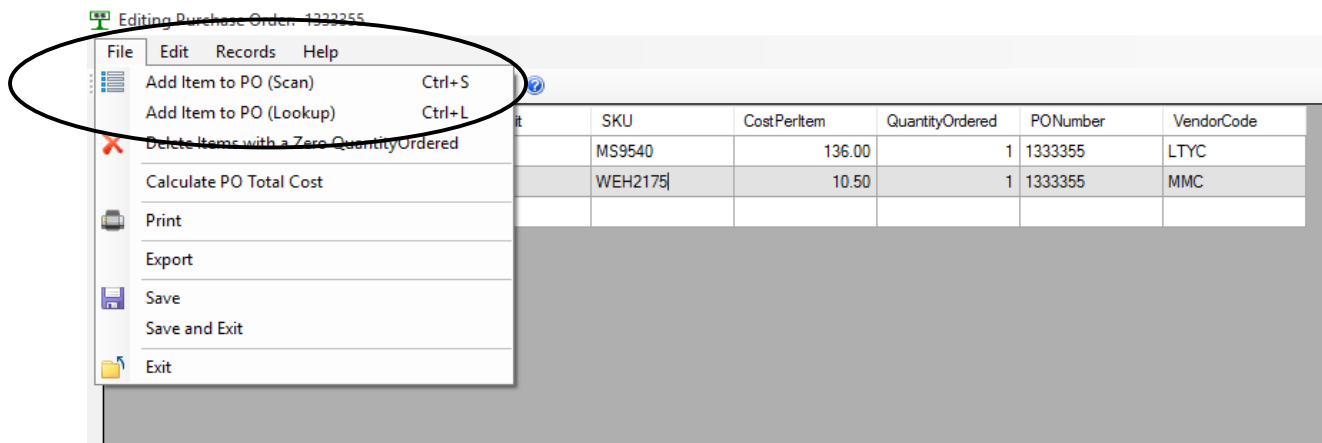 Editing Purchase Order: 1333355
File Edit Records Help
Add Item to PO (Scan) Ctrl+S
Add Item to PO (Lookup) Ctrl+L
Delete Items with a Zero QuantityOrdered
Calculate PO Total Cost
Print
Export
Save
Save and Exit
Exit
it SKU CostPerItem QuantityOrdered PONumber VendorCode
MS9540 136.00 1 1333355 LTYC
WEH2175 10.50 1 1333355 MMC